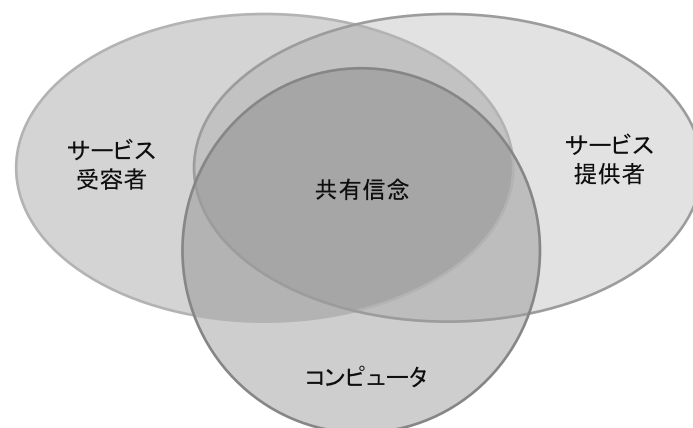 サービス
受容者
サービス
提供者
共有信念
コンピュータ